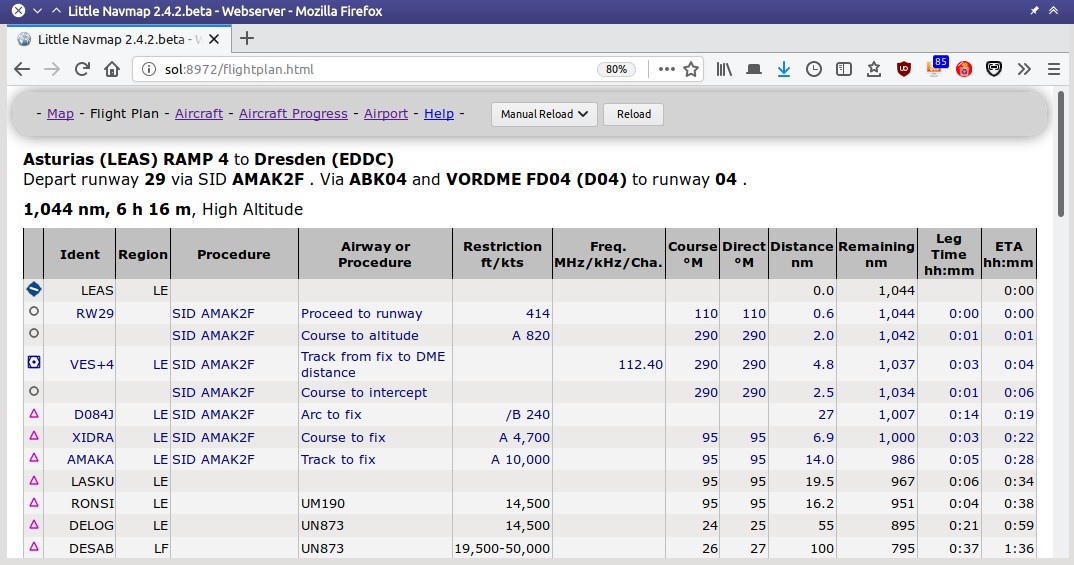 Little Navmap 2.4.2.beta - Webserver - Mozilla Firefox
Little Navmap 2.4.2.beta -
sol:8972/flightplan.html 80% 85
- Map - Flight Plan - Aircraft - Aircraft Progress - Airport - Help - Manual Reload Reload
Asturias (LEAS) RAMP 4 to Dresden (EDDC)
Depart runway 29 via SID AMAK2F . Via ABK04 and VORDME FD04 (D04) to runway 04 .
1,044 nm, 6 h 16 m, High Altitude
Ident Region Procedure Airway or Procedure Restriction ft/kts Freq. MHz/kHz/Cha. Course °M Direct °M Distance nm Remaining nm Leg Time hh:mm ETA hh:mm
LEAS LE 0.0 1,044 0:00
RW29 SID AMAK2F Proceed to runway 414 110 110 0.6 1,044 0:00 0:00
SID AMAK2F Course to altitude A 820 290 290 2.0 1,042 0:01 0:01
VES+4 LE SID AMAK2F Track from fix to DME distance 112.40 290 290 4.8 1,037 0:03 0:04
SID AMAK2F Course to intercept 290 290 2.5 1,034 0:01 0:06
D084J LE SID AMAK2F Arc to fix /B 240 27 1,007 0:14 0:19
XIDRA LE SID AMAK2F Course to fix A 4,700 95 95 6.9 1,000 0:03 0:22
AMAKA LE SID AMAK2F Track to fix A 10,000 95 95 14.0 986 0:05 0:28
LASKU LE 95 95 19.5 967 0:06 0:34
RONSI LE UM190 14,500 95 95 16.2 951 0:04 0:38
DELOG LE UN873 14,500 24 25 55 895 0:21 0:59
DESAB LF UN873 19,500-50,000 26 27 100 795 0:37 1:36